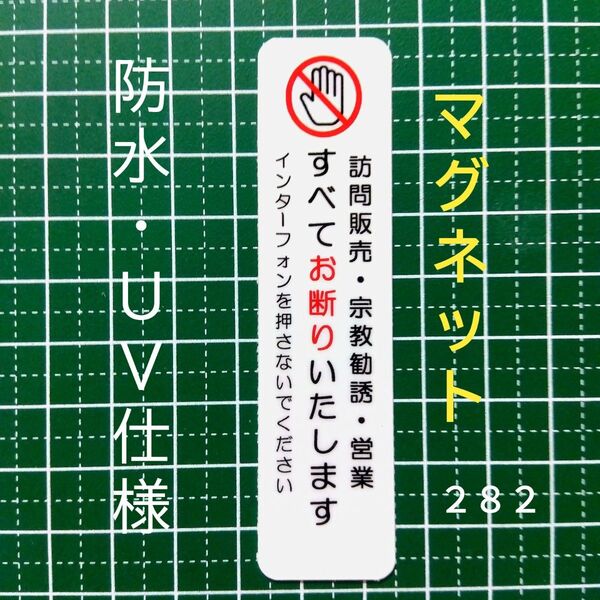 マグネット
282
訪問販売・宗教勧誘・営業
すべてお断りいたします
インターフォンを押さないでください
防水・UV仕様